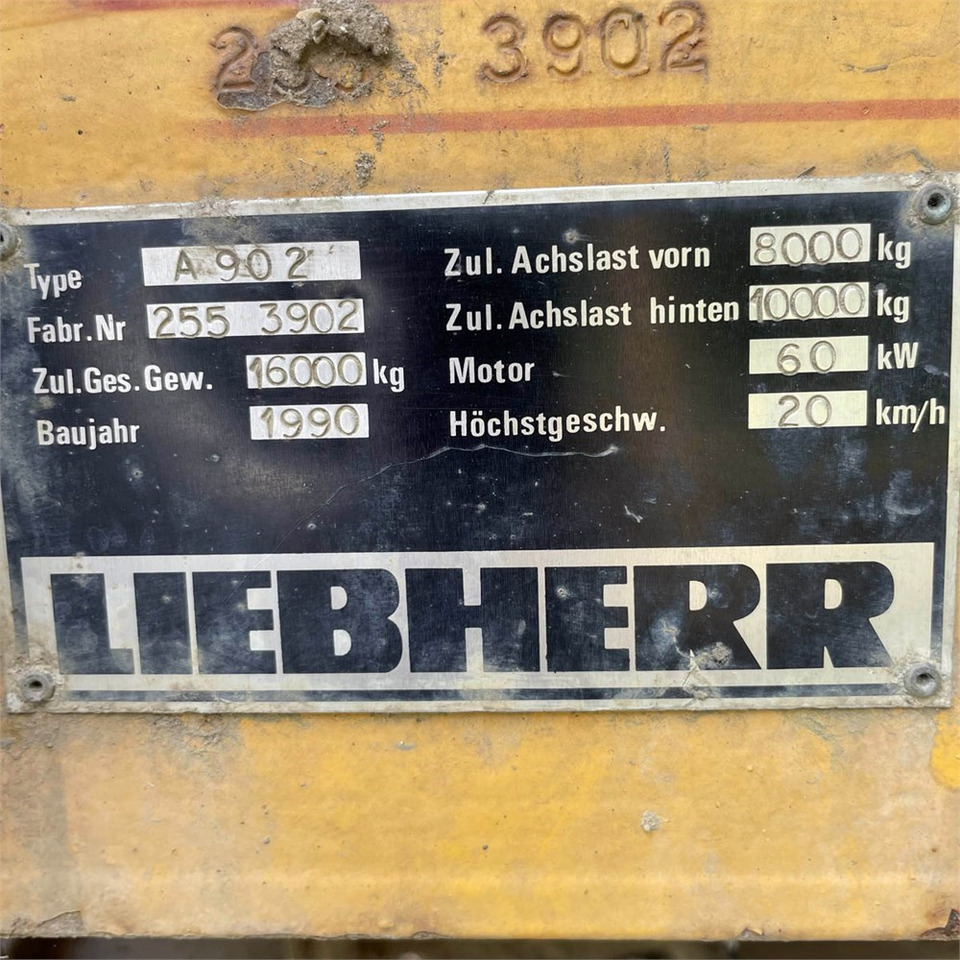 255 3902
Type A 902
Fabr.Nr 255 3902
Zul.Ges.Gew. 16000 kg
Baujahr 1990
Zul. Achslast vorn 8000 kg
Zul. Achslast hinten 10000 kg
Motor 60 kW
Höchstgeschw. 20 km/h
LIEBHERR